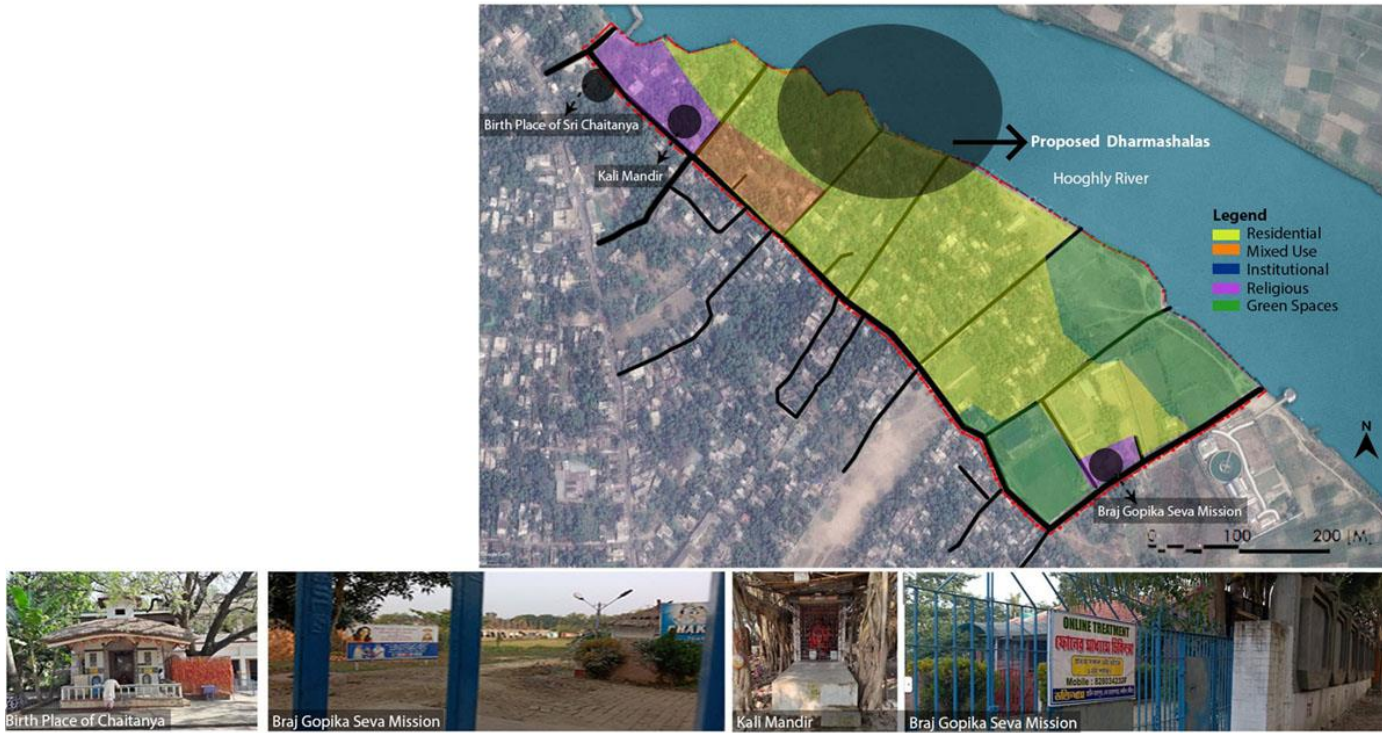 Birth Place of Sri Chaitanya
Kali Mandir
Proposed Dharmashalas
Hooghly River
Legend
Residential
Mixed Use
Institutional
Religious
Green Spaces
N
Braj Gopika Seva Mission
0 100 200 [M]
Birth Place of Chaitanya
Braj Gopika Seva Mission
Kali Mandir
ONLINE TREATMENT
ফোনের মাধ্যমে চিকিৎসা
Braj Gopika Seva Mission